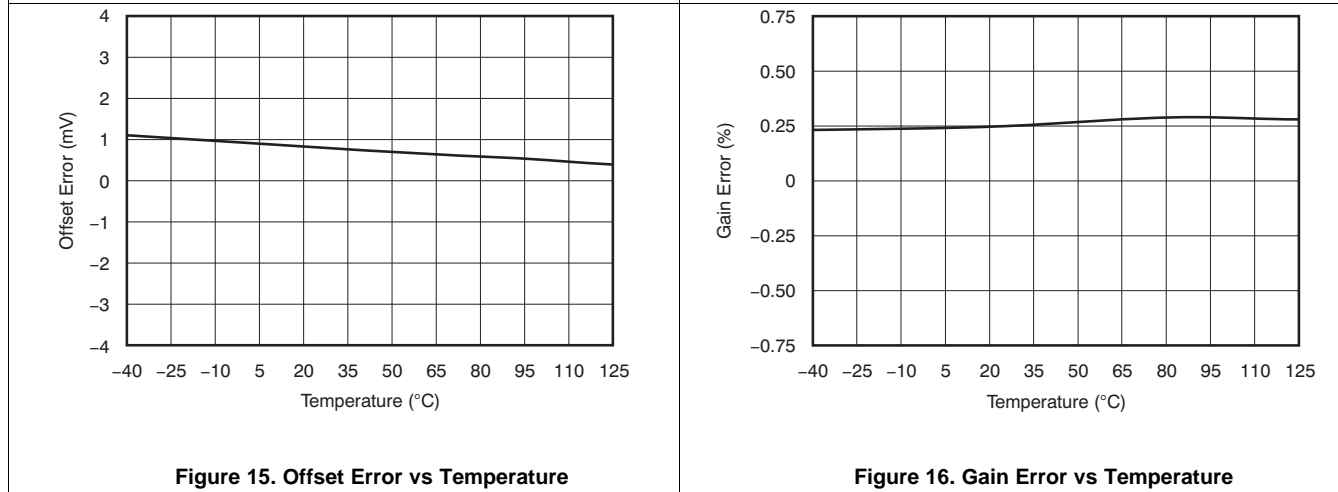 4
3
2
1
0
−1
−2
−3
−4
Offset Error (mV)
−40 −25 −10 5 20 35 50 65 80 95 110 125
Temperature (°C)
Figure 15. Offset Error vs Temperature
0.75
0.50
0.25
0
−0.25
−0.50
−0.75
Gain Error (%)
−40 −25 −10 5 20 35 50 65 80 95 110 125
Temperature (°C)
Figure 16. Gain Error vs Temperature